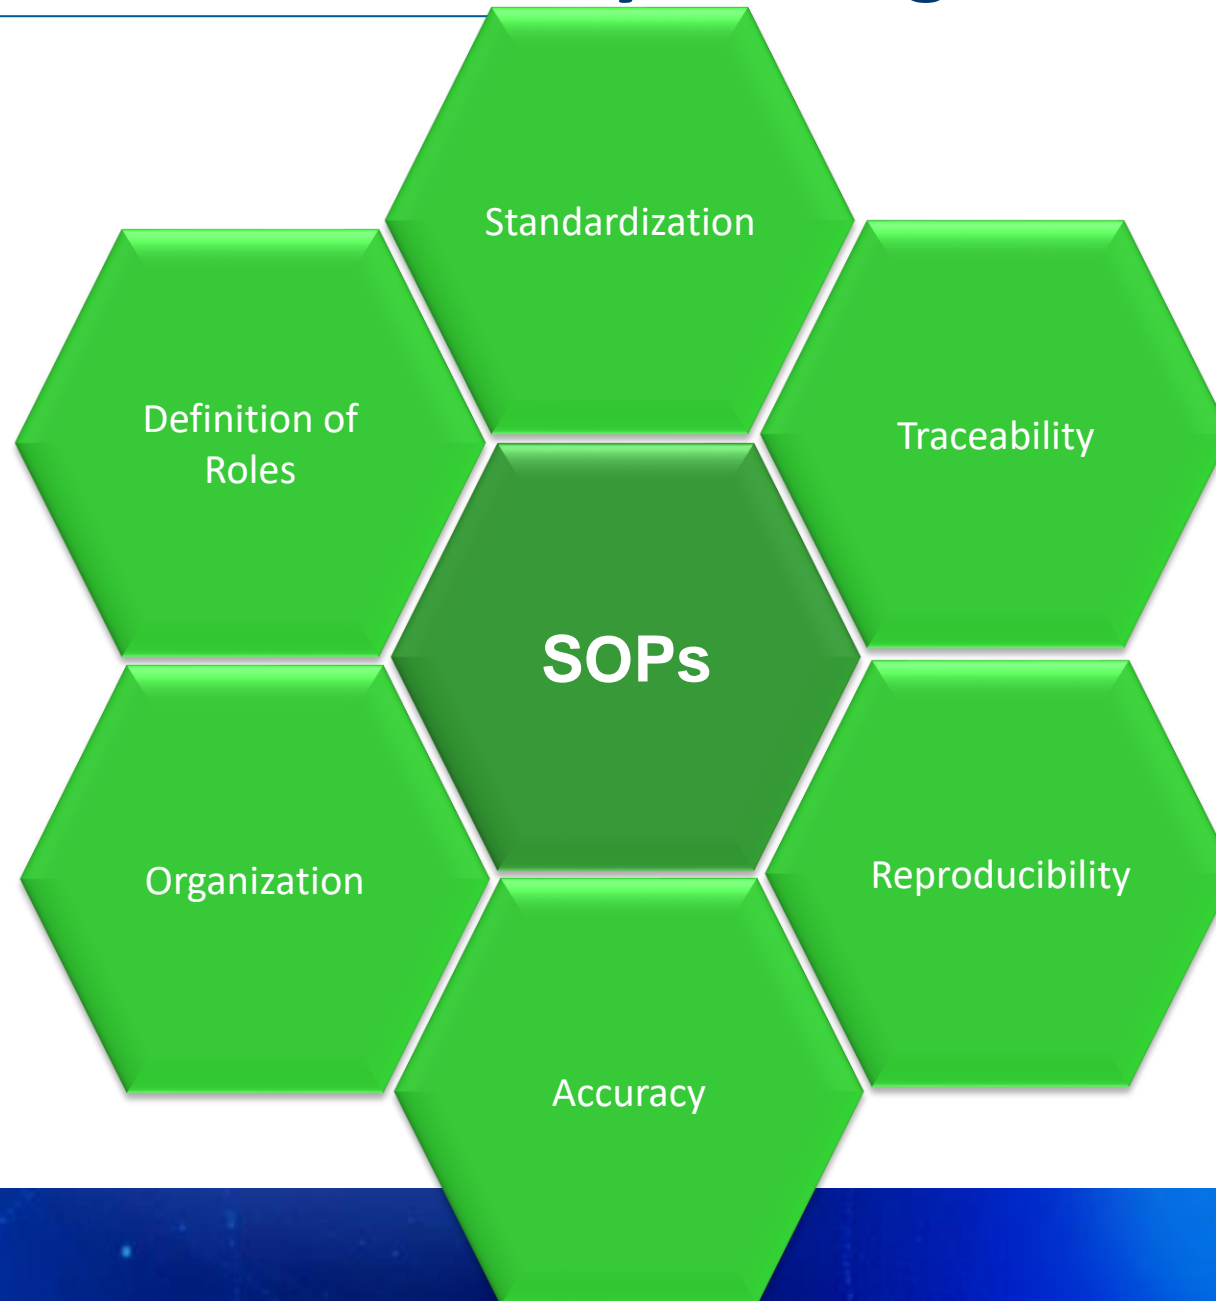 Standardization
Definition of
Roles
Traceability
SOPs
Organization
Reproducibility
Accuracy